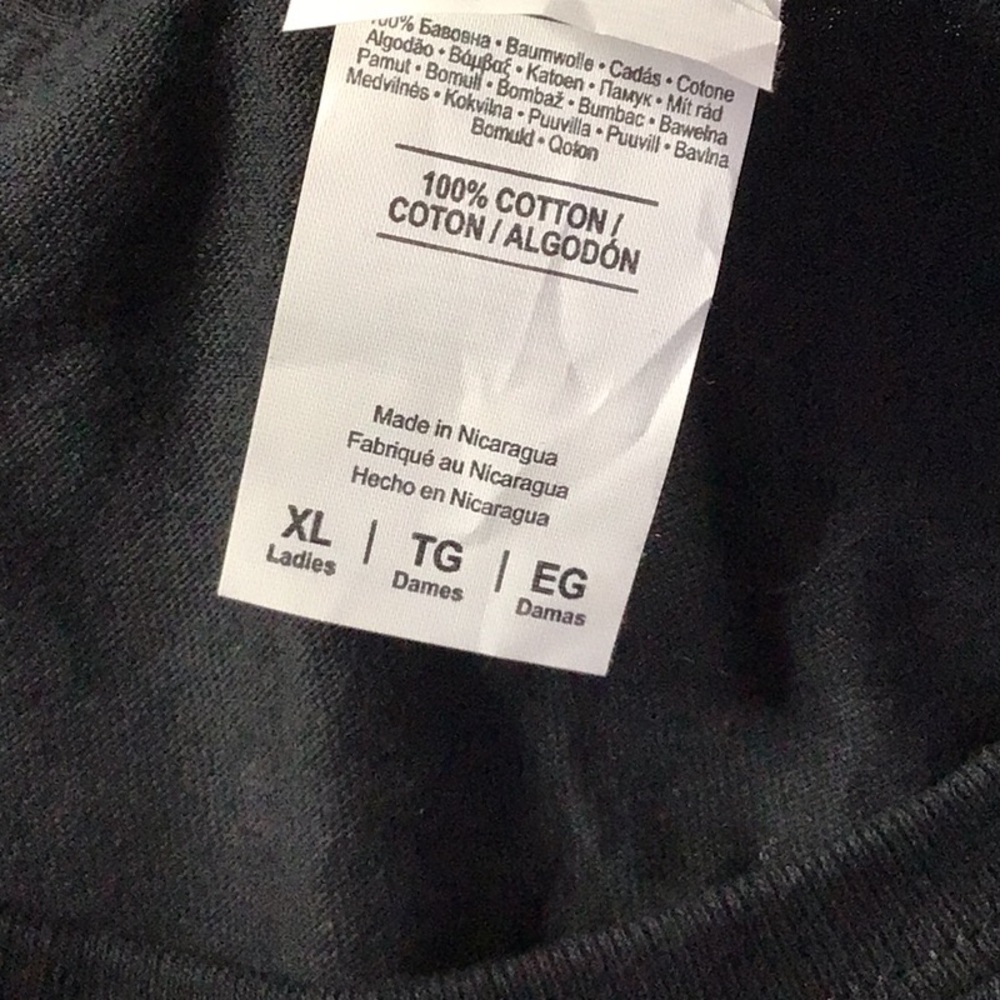 100% Бавовна • Baumwolle • Cadás • Cotone
Algodão • Βάμβαξ • Katoen • Памук • Mít rád
Pamut • Bomull • Bombaž • Bumbac • Bawełna
Medvilnės • Kokvilna • Puuvilla • Puuvill • Bavlna
Bomuld • Qoton
100% COTTON /
COTON / ALGODÓN
Made in Nicaragua
Fabriqué au Nicaragua
Hecho en Nicaragua
XL | TG | EG
Ladies Dames Damas